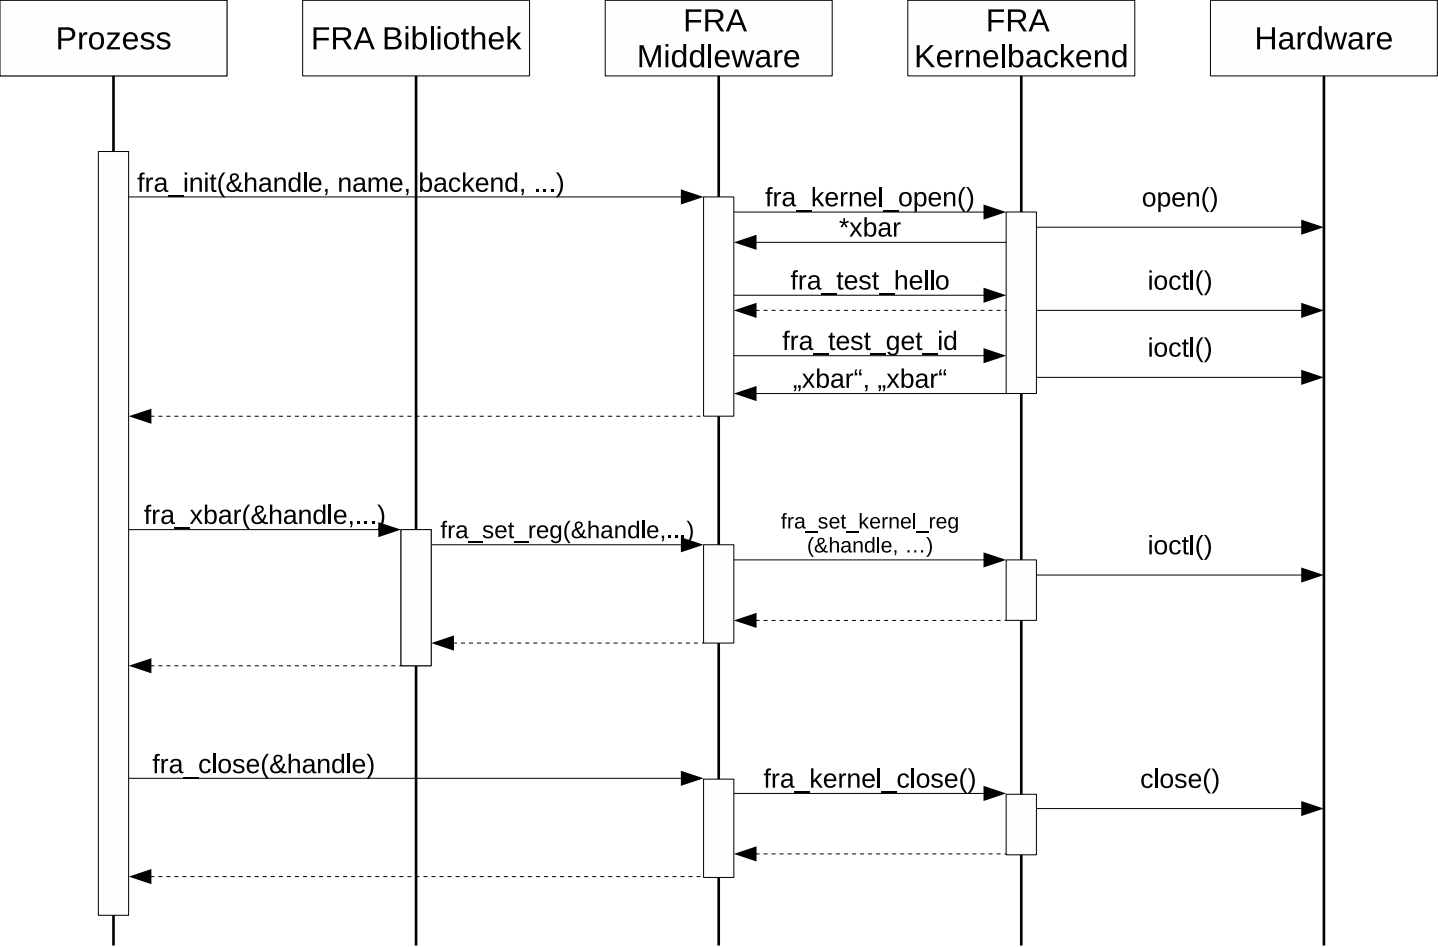 Prozess
FRA Bibliothek
FRA
Middleware
FRA
Kernelbackend
Hardware
fra_init(&handle, name, backend, ...)
fra_kernel_open()
open()
*xbar
fra_test_hello
ioctl()
fra_test_get_id
ioctl()
„xbar“, „xbar“
fra_xbar(&handle,...)
fra_set_reg(&handle,...)
fra_set_kernel_reg
(&handle, …)
ioctl()
fra_close(&handle)
fra_kernel_close()
close()